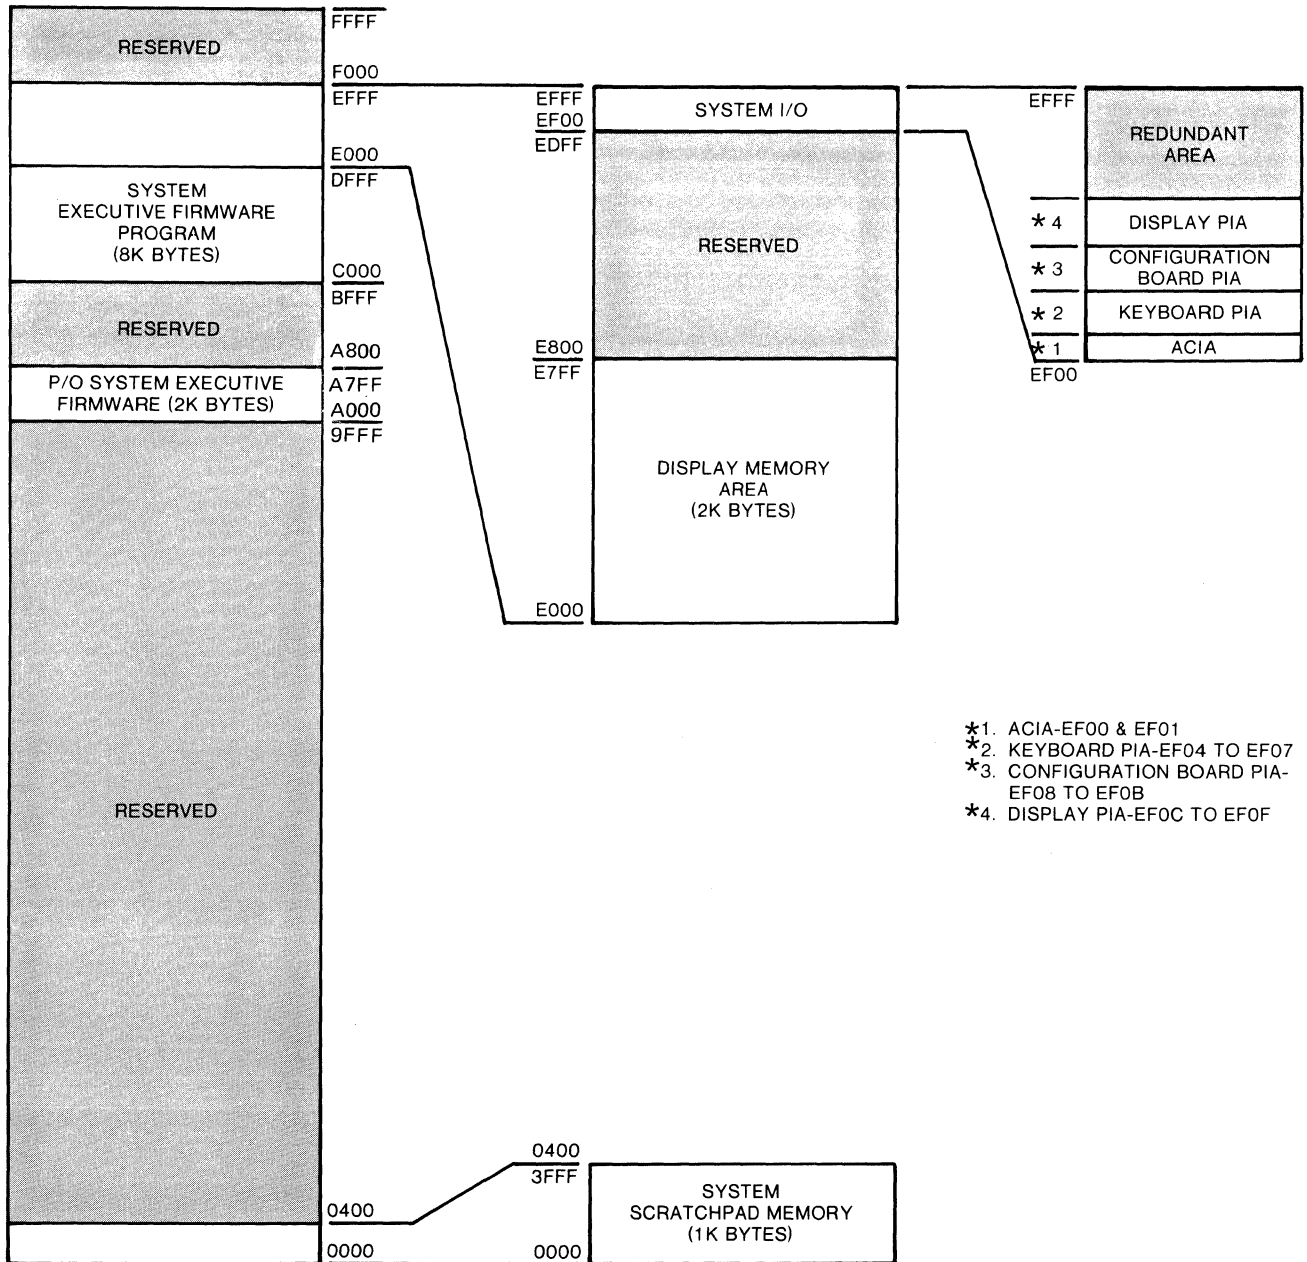 FFFF
RESERVED
F000
EFFF
E000
DFFF
SYSTEM
EXECUTIVE FIRMWARE
PROGRAM
(8K BYTES)
C000
BFFF
RESERVED
A800
P/O SYSTEM EXECUTIVE
FIRMWARE (2K BYTES)
A7FF
A000
9FFF
RESERVED
0400
0000
EFFF
SYSTEM I/O
EF00
EDFF
RESERVED
E800
E7FF
DISPLAY MEMORY
AREA
(2K BYTES)
E000
EFFF
REDUNDANT
AREA
*4 DISPLAY PIA
*3 CONFIGURATION
BOARD PIA
*2 KEYBOARD PIA
*1 ACIA
EF00
*1. ACIA-EF00 & EF01
*2. KEYBOARD PIA-EF04 TO EF07
*3. CONFIGURATION BOARD PIA-
EF08 TO EF0B
*4. DISPLAY PIA-EF0C TO EF0F
0400
3FFF
SYSTEM
SCRATCHPAD MEMORY
(1K BYTES)
0000